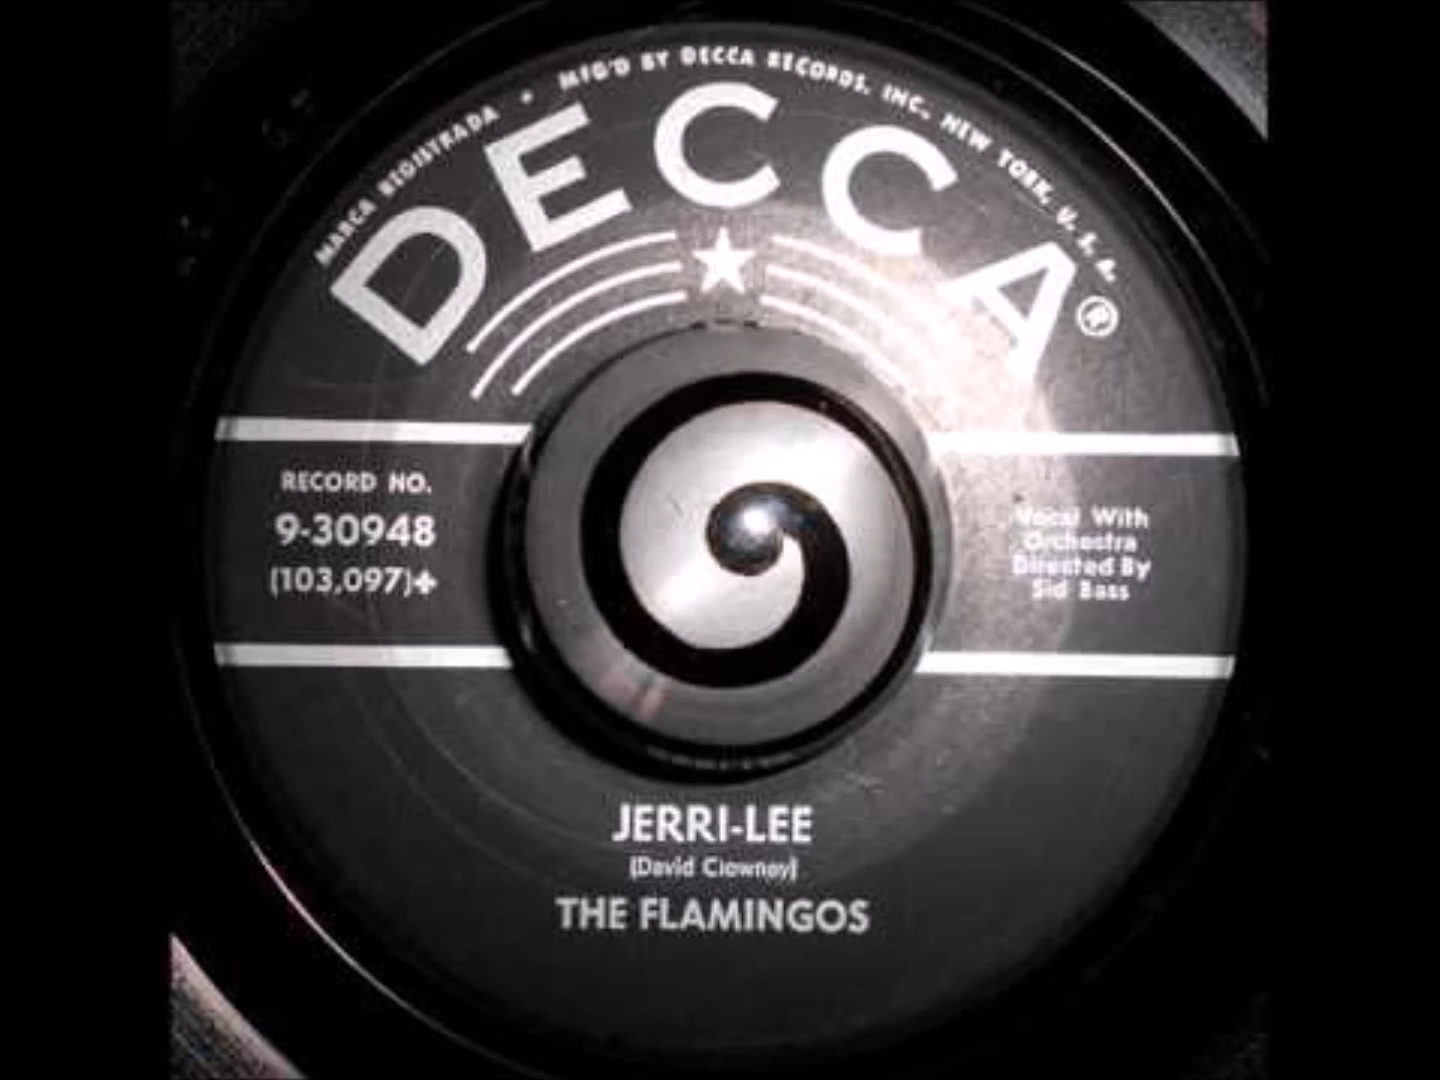 MARCA REGISTRADA • MFG'D BY DECCA RECORDS, INC., NEW YORK, U. S. A.
DECCA®
RECORD NO.
9-30948
(103,097)✚
Vocal With
Orchestra
Directed By
Sid Bass
JERRI-LEE
(David Clowney)
THE FLAMINGOS